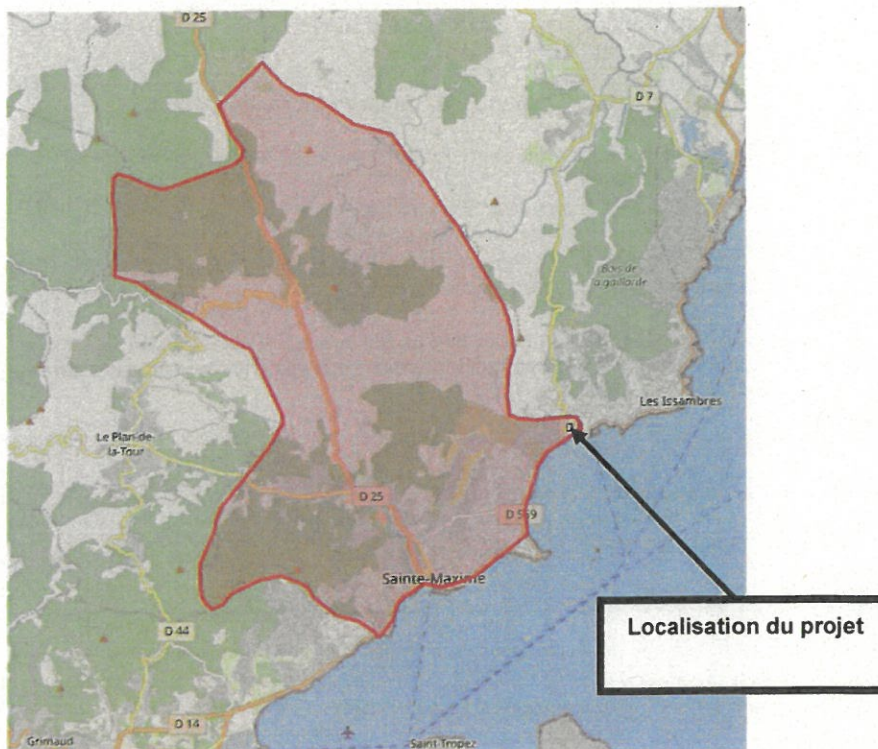 D 25
D 7
Bois de
la gaillarde
Les Issambres
Le Plan-de-
la-Tour
D 25
D 559
Sainte-Maxime
Localisation du projet
D 44
D 14
Grimaud
Saint-Tropez